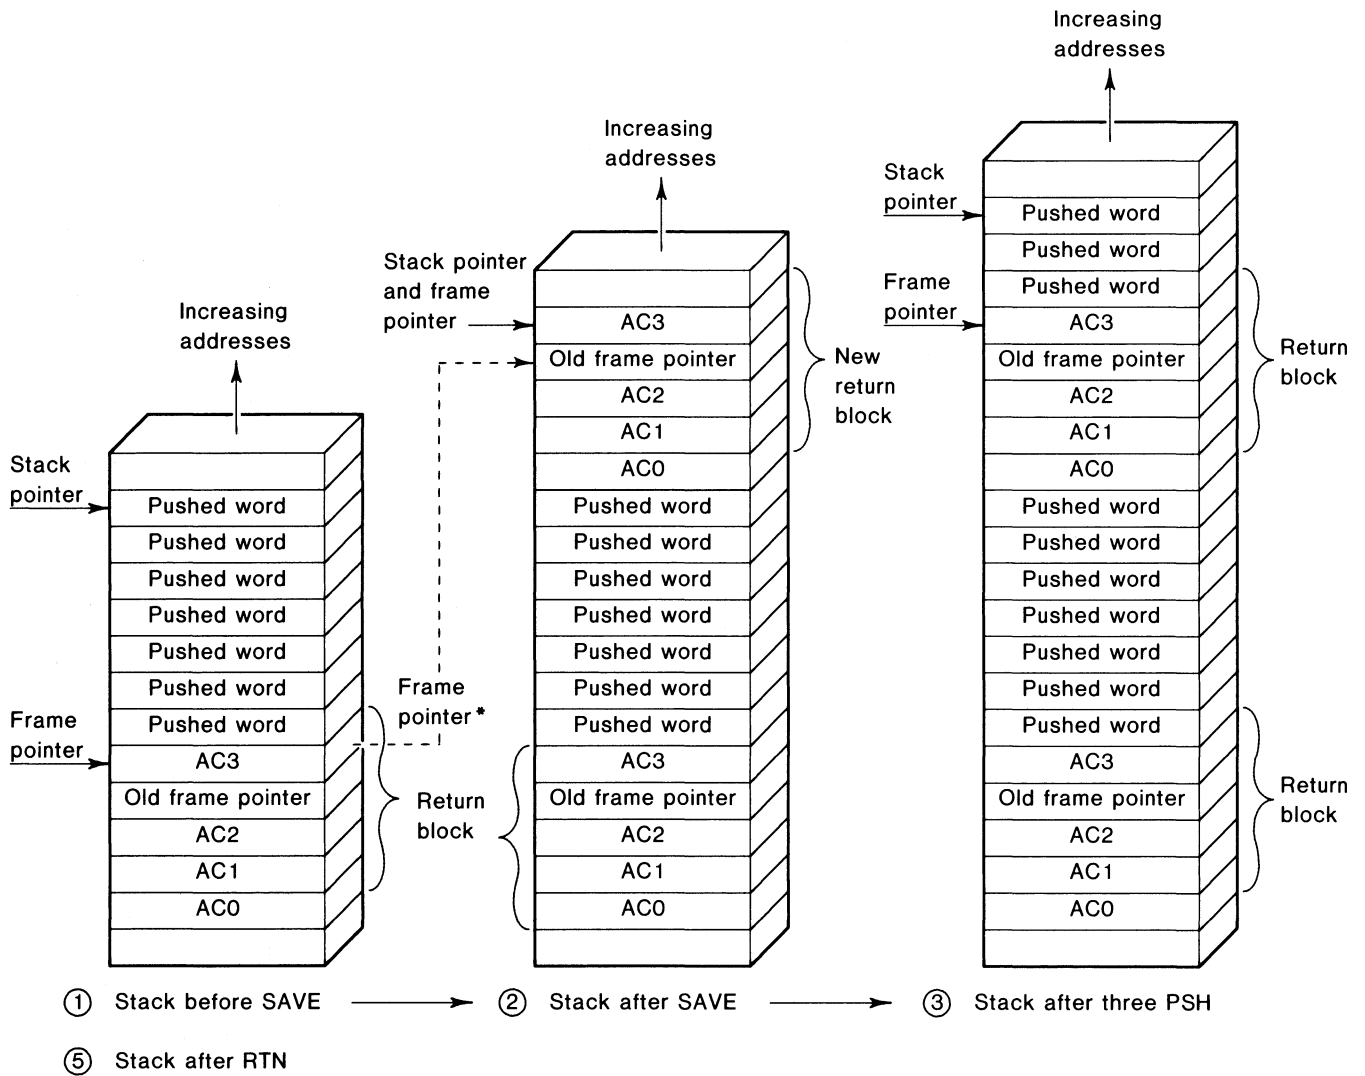 Increasing
addresses
Stack
pointer
Pushed word
Pushed word
Pushed word
Pushed word
Pushed word
Pushed word
Pushed word
Frame
pointer
AC3
Old frame pointer
AC2
AC1
AC0
Return
block
Frame
pointer*
Increasing
addresses
Stack pointer
and frame
pointer
AC3
Old frame pointer
AC2
AC1
AC0
New
return
block
Pushed word
Pushed word
Pushed word
Pushed word
Pushed word
Pushed word
Pushed word
AC3
Old frame pointer
AC2
AC1
AC0
Increasing
addresses
Stack
pointer
Pushed word
Pushed word
Pushed word
Frame
pointer
AC3
Old frame pointer
AC2
AC1
AC0
Return
block
Pushed word
Pushed word
Pushed word
Pushed word
Pushed word
Pushed word
Pushed word
AC3
Old frame pointer
AC2
AC1
AC0
Return
block
① Stack before SAVE
② Stack after SAVE
③ Stack after three PSH
⑤ Stack after RTN